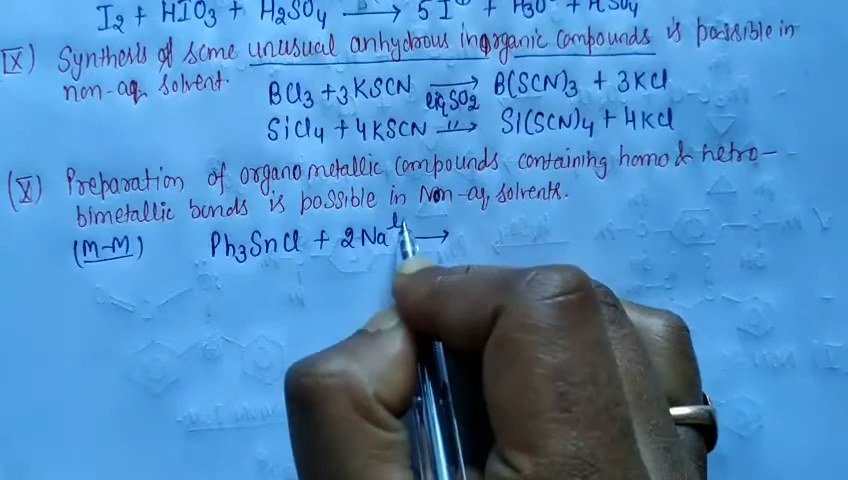 I₂ + HIO₃ + H₂SO₄ ⟶ 5 I⁺ + H₃O⁺ + HSO₄
[IX) Synthesis of some unusual anhydrous inorganic compounds is possible in
non-aq. solvent.
BCl₃ + 3KSCN ⟶ liq SO₂ B(SCN)₃ + 3KCl
SiCl₄ + 4KSCN ⟶ " Si(SCN)₄ + 4KCl
(X) Preparation of organometallic compounds containing homo & hetro-
bimetallic bonds is possible in Non-aq, solvents.
(M-M) Ph₃SnCl + 2Na ⟶